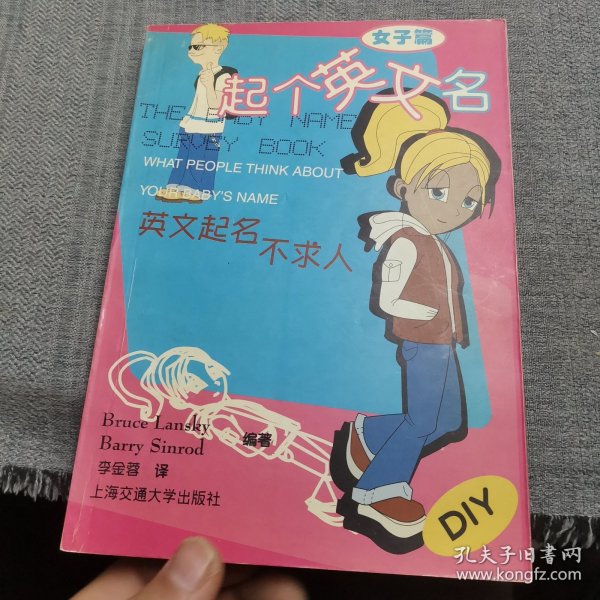 女子篇
起个英文名
THE BABY NAME
SURVEY BOOK
WHAT PEOPLE THINK ABOUT
YOUR BABY'S NAME
英文起名
不求人
Bruce Lansky
Barry Sinrod
编著
李金蓉 译
上海交通大学出版社
DIY
孔夫子旧书网
www.kongfz.com